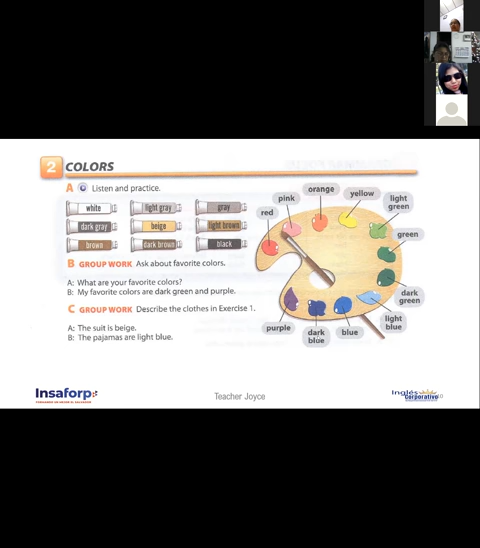 2 COLORS
A Listen and practice.
white light gray gray
dark gray beige light brown
brown dark brown black
B GROUP WORK Ask about favorite colors.
A: What are your favorite colors?
B: My favorite colors are dark green and purple.
C GROUP WORK Describe the clothes in Exercise 1.
A: The suit is beige.
B: The pajamas are light blue.
red
pink
orange
yellow
light
green
green
dark
green
light
blue
blue
dark
blue
purple
Insaforp
Teacher Joyce
Inglés
Corporativo